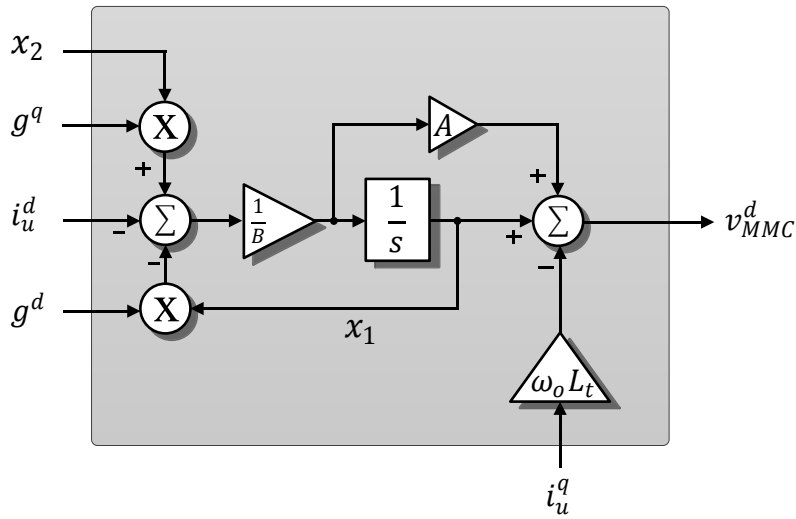 x₂
g^q
X
+
A
+
i_u^d
−
Σ
1/B
1/s
+
Σ
v_MMC^d
−
−
g^d
X
x₁
ω_o L_t
i_u^q